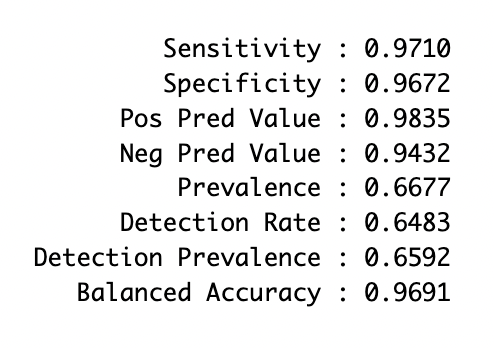 Sensitivity : 0.9710
Specificity : 0.9672
Pos Pred Value : 0.9835
Neg Pred Value : 0.9432
Prevalence : 0.6677
Detection Rate : 0.6483
Detection Prevalence : 0.6592
Balanced Accuracy : 0.9691